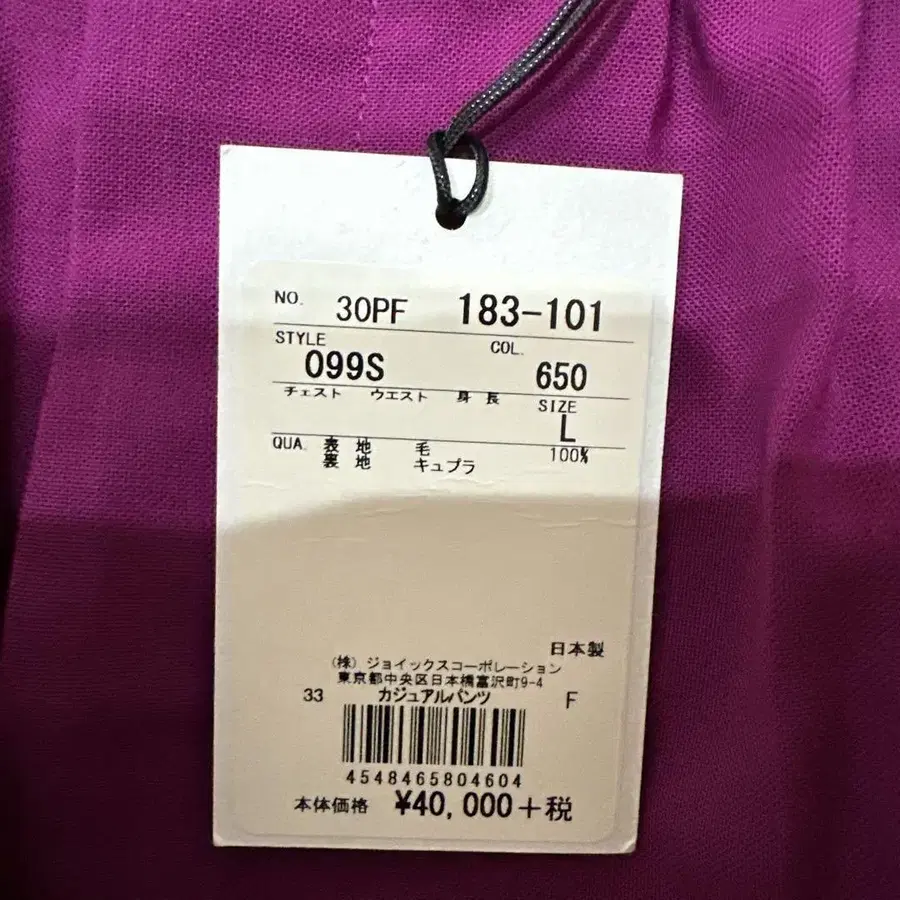 NO. 30PF 183-101
STYLE COL.
099S 650
チェスト ウエスト 身長 SIZE
L
QUA. 表地 毛 100%
裏地 キュプラ
日本製
(株) ジョイックスコーポレーション
東京都中央区日本橋富沢町9-4
33 カジュアルパンツ F
4548465804604
本体価格 ¥40,000+税